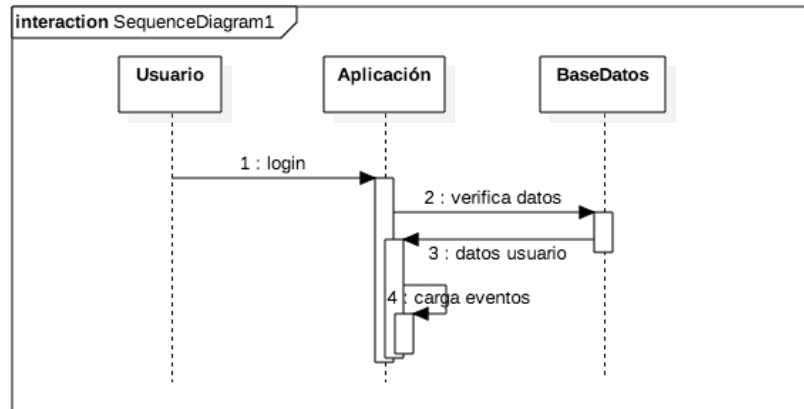 interaction SequenceDiagram1
Usuario
Aplicación
BaseDatos
1 : login
2 : verifica datos
3 : datos usuario
4 : carga eventos